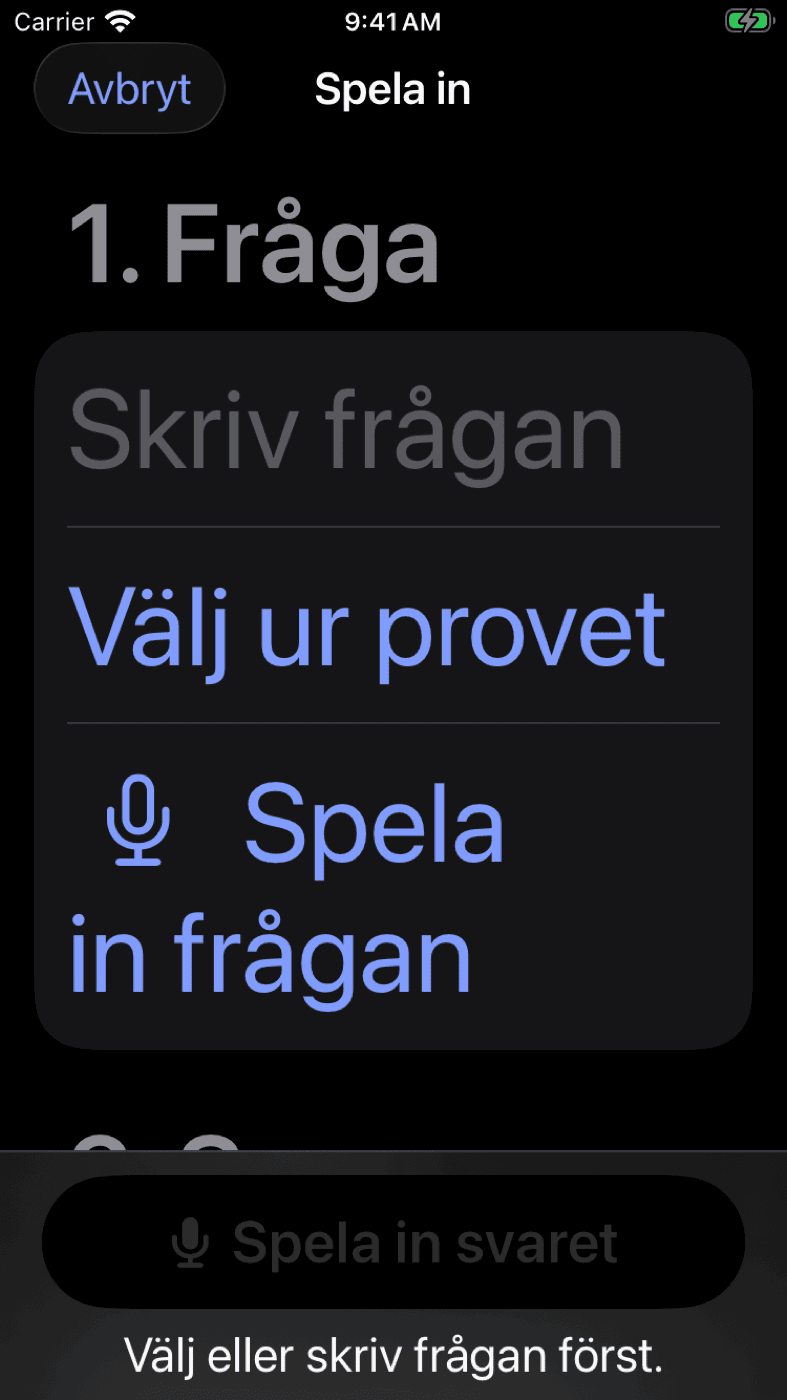 Carrier 9:41 AM
Avbryt Spela in
1. Fråga
Skriv frågan
Välj ur provet
Spela
in frågan
Spela in svaret
Välj eller skriv frågan först.